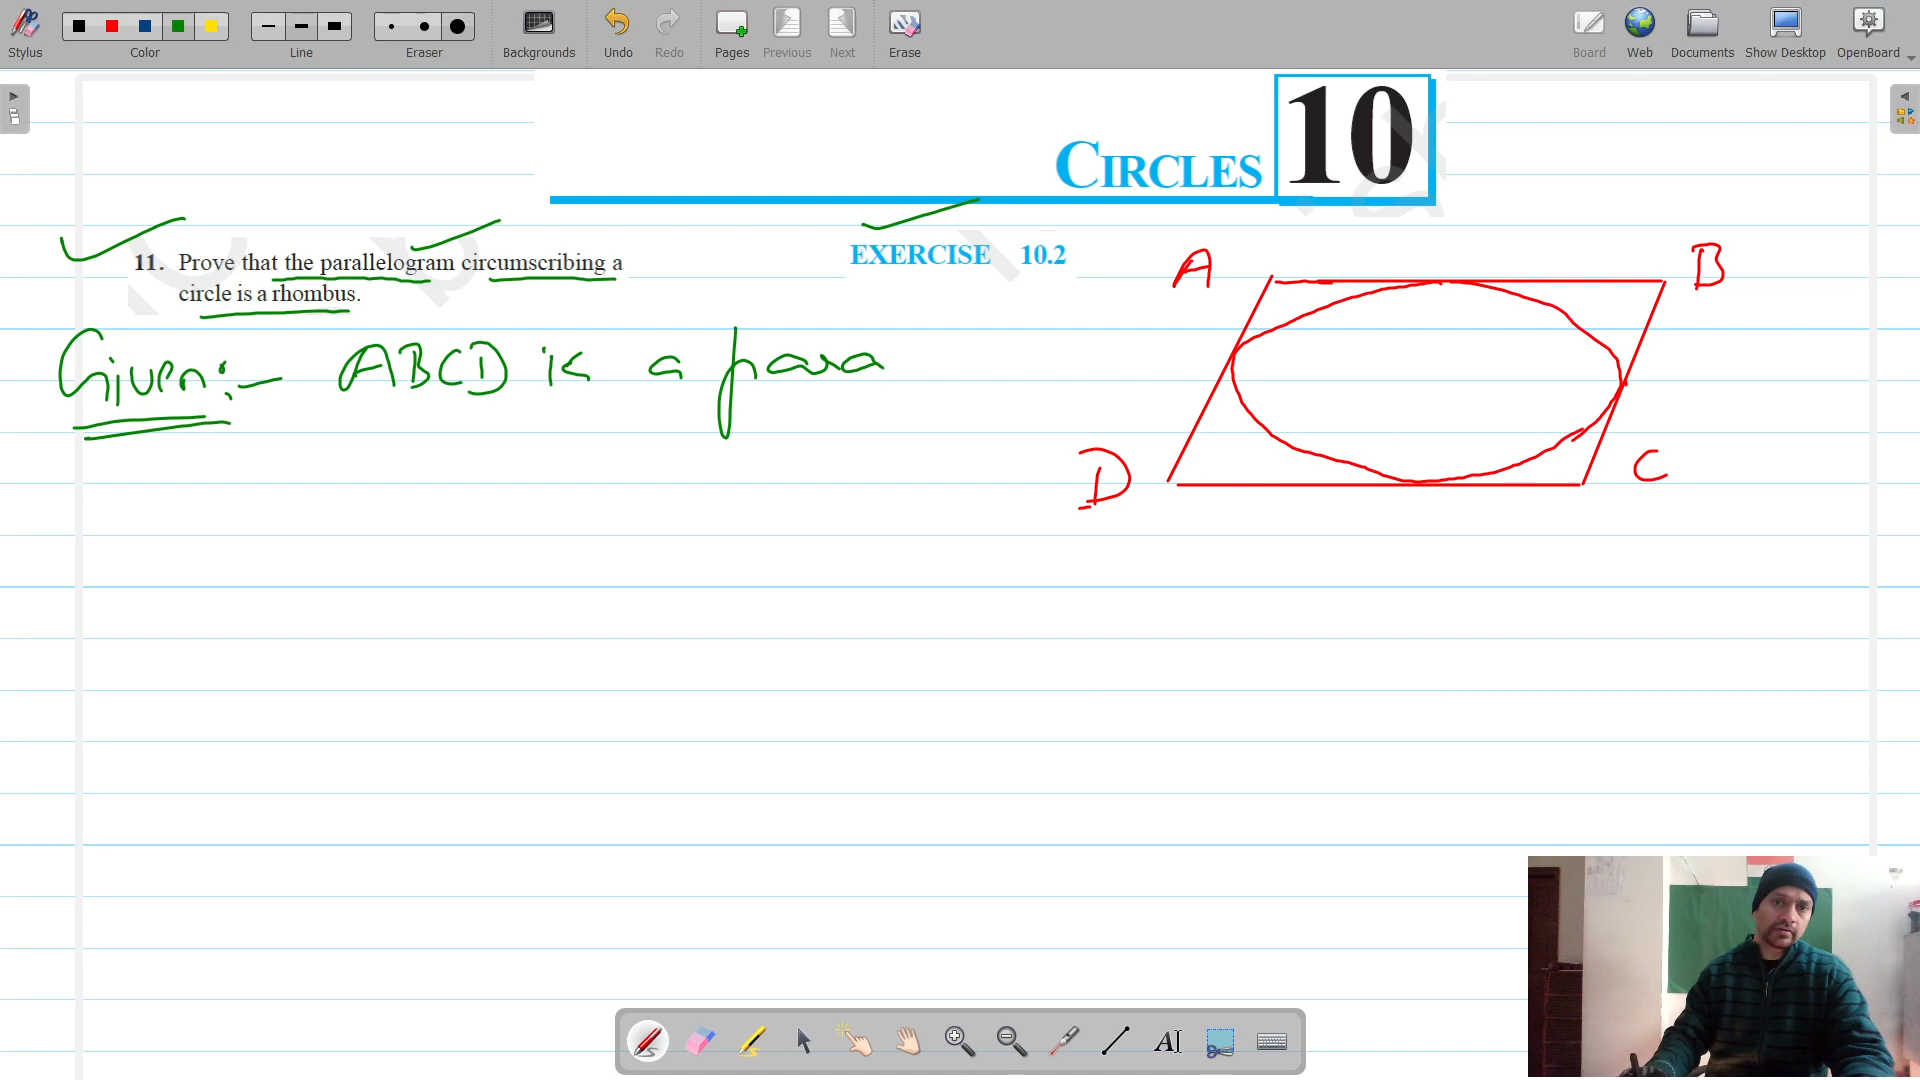 Stylus
Color
Line
Eraser
Backgrounds
Undo
Redo
Pages
Previous
Next
Erase
Board
Web
Documents
Show Desktop
OpenBoard
CIRCLES 10
EXERCISE 10.2
11. Prove that the parallelogram circumscribing a
circle is a rhombus.
Given:- ABCD is a para
A
B
D
C